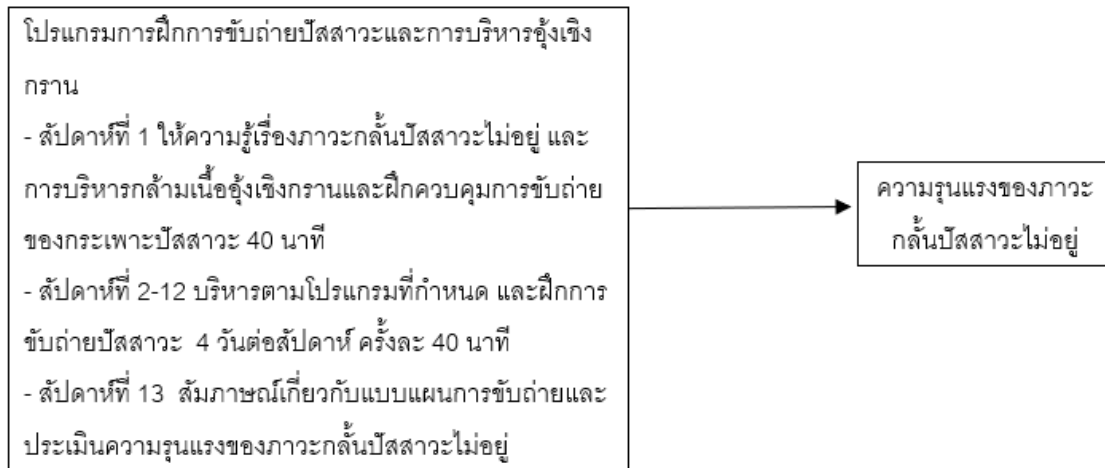 โปรแกรมการฝึกการขับถ่ายปัสสาวะและการบริหารอุ้งเชิง
กราน
- สัปดาห์ที่ 1 ให้ความรู้เรื่องภาวะกลั้นปัสสาวะไม่อยู่ และ
การบริหารกล้ามเนื้ออุ้งเชิงกรานและฝึกควบคุมการขับถ่าย
ของกระเพาะปัสสาวะ 40 นาที
- สัปดาห์ที่ 2-12 บริหารตามโปรแกรมที่กำหนด และฝึกการ
ขับถ่ายปัสสาวะ 4 วันต่อสัปดาห์ ครั้งละ 40 นาที
- สัปดาห์ที่ 13 สัมภาษณ์เกี่ยวกับแบบแผนการขับถ่ายและ
ประเมินความรุนแรงของภาวะกลั้นปัสสาวะไม่อยู่
ความรุนแรงของภาวะ
กลั้นปัสสาวะไม่อยู่